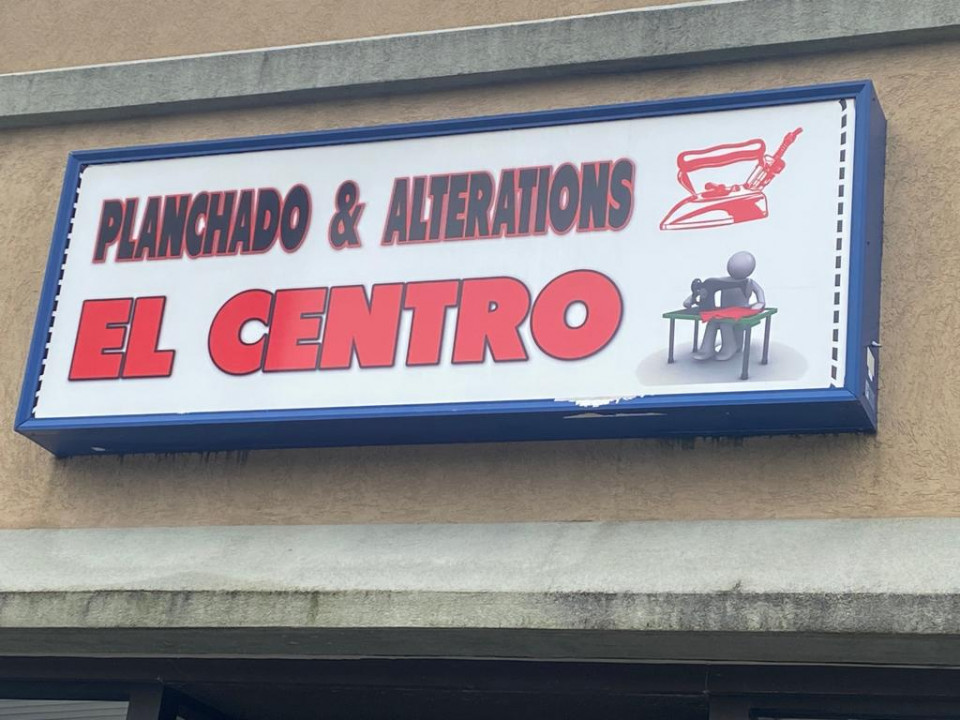 PLANCHADO & ALTERATIONS
EL CENTRO